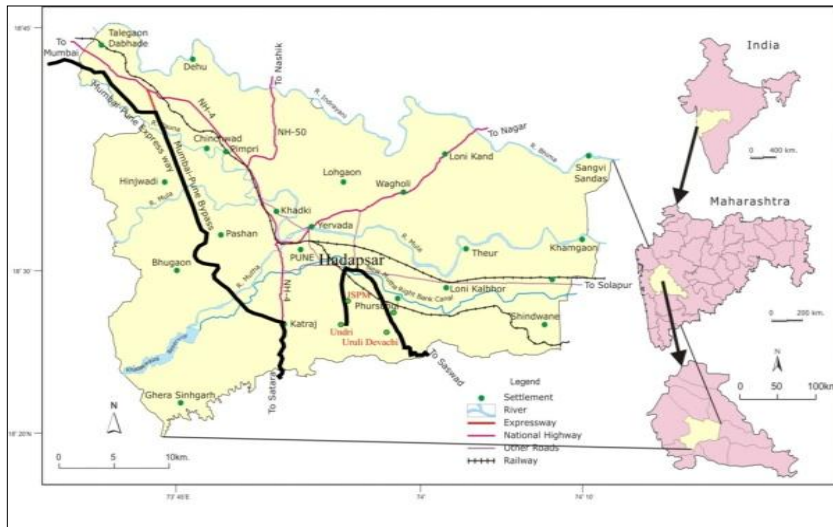 18°45'
Talegaon
Dabhade
To
Mumbai
Dehu
To Nashik
India
R. Indrayani
Mumbai-Pune Express way
NH-4
NH-50
To Nagar
R. Bhima
Chinchwad
Pimpri
Mumbai-Pune Bypass
Loni Kand
Sangvi
Sandas
0 400 km.
Hinjwadi
Lohgaon
Wagholi
R. Mula
Maharashtra
Khadki
Yervada
Pashan
R. Mula
Khamgaon
Theur
PUNE
Hadapsar
18°30
Bhugaon
R. Mutha
NH-4
Right Bank Canal
To Solapur
JSPM
Loni Kalbhor
Phursungi
0 200 km.
Katraj
Undri
Uruli Devachi
Shindwane
To Saswad
To Satara
Ghera Sinhgarh
Legend
Settlement
River
Expressway
National Highway
Other Roads
Railway
N
0 50 100km
N
18°20'
0 5 10km.
73°45'E
74°
74°10'